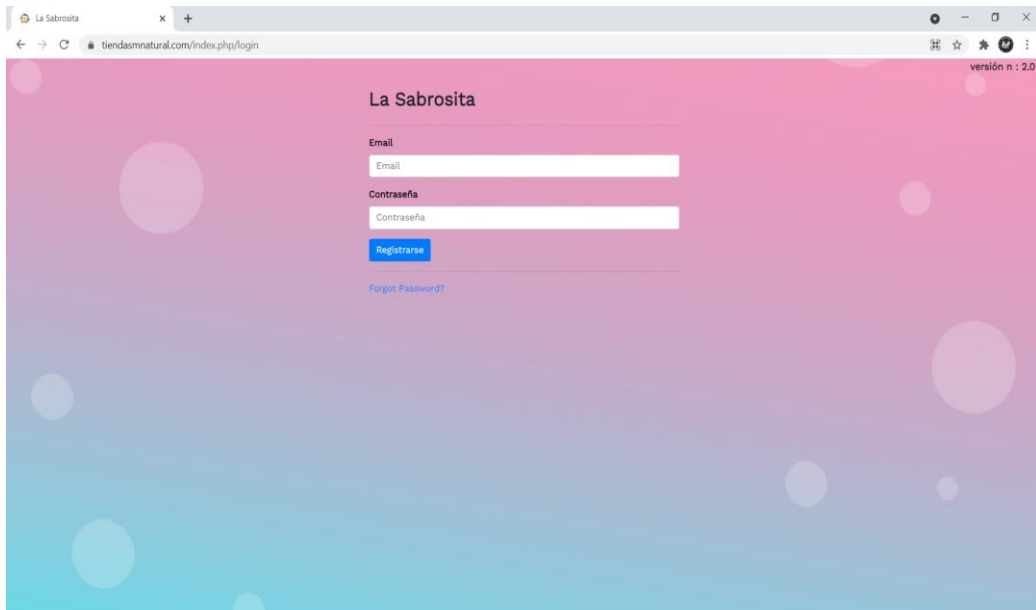 La Sabrosita
tiendasmnatural.com/index.php/login
versión n : 2.0
La Sabrosita
Email
Email
Contraseña
Contraseña
Registrarse
Forgot Password?